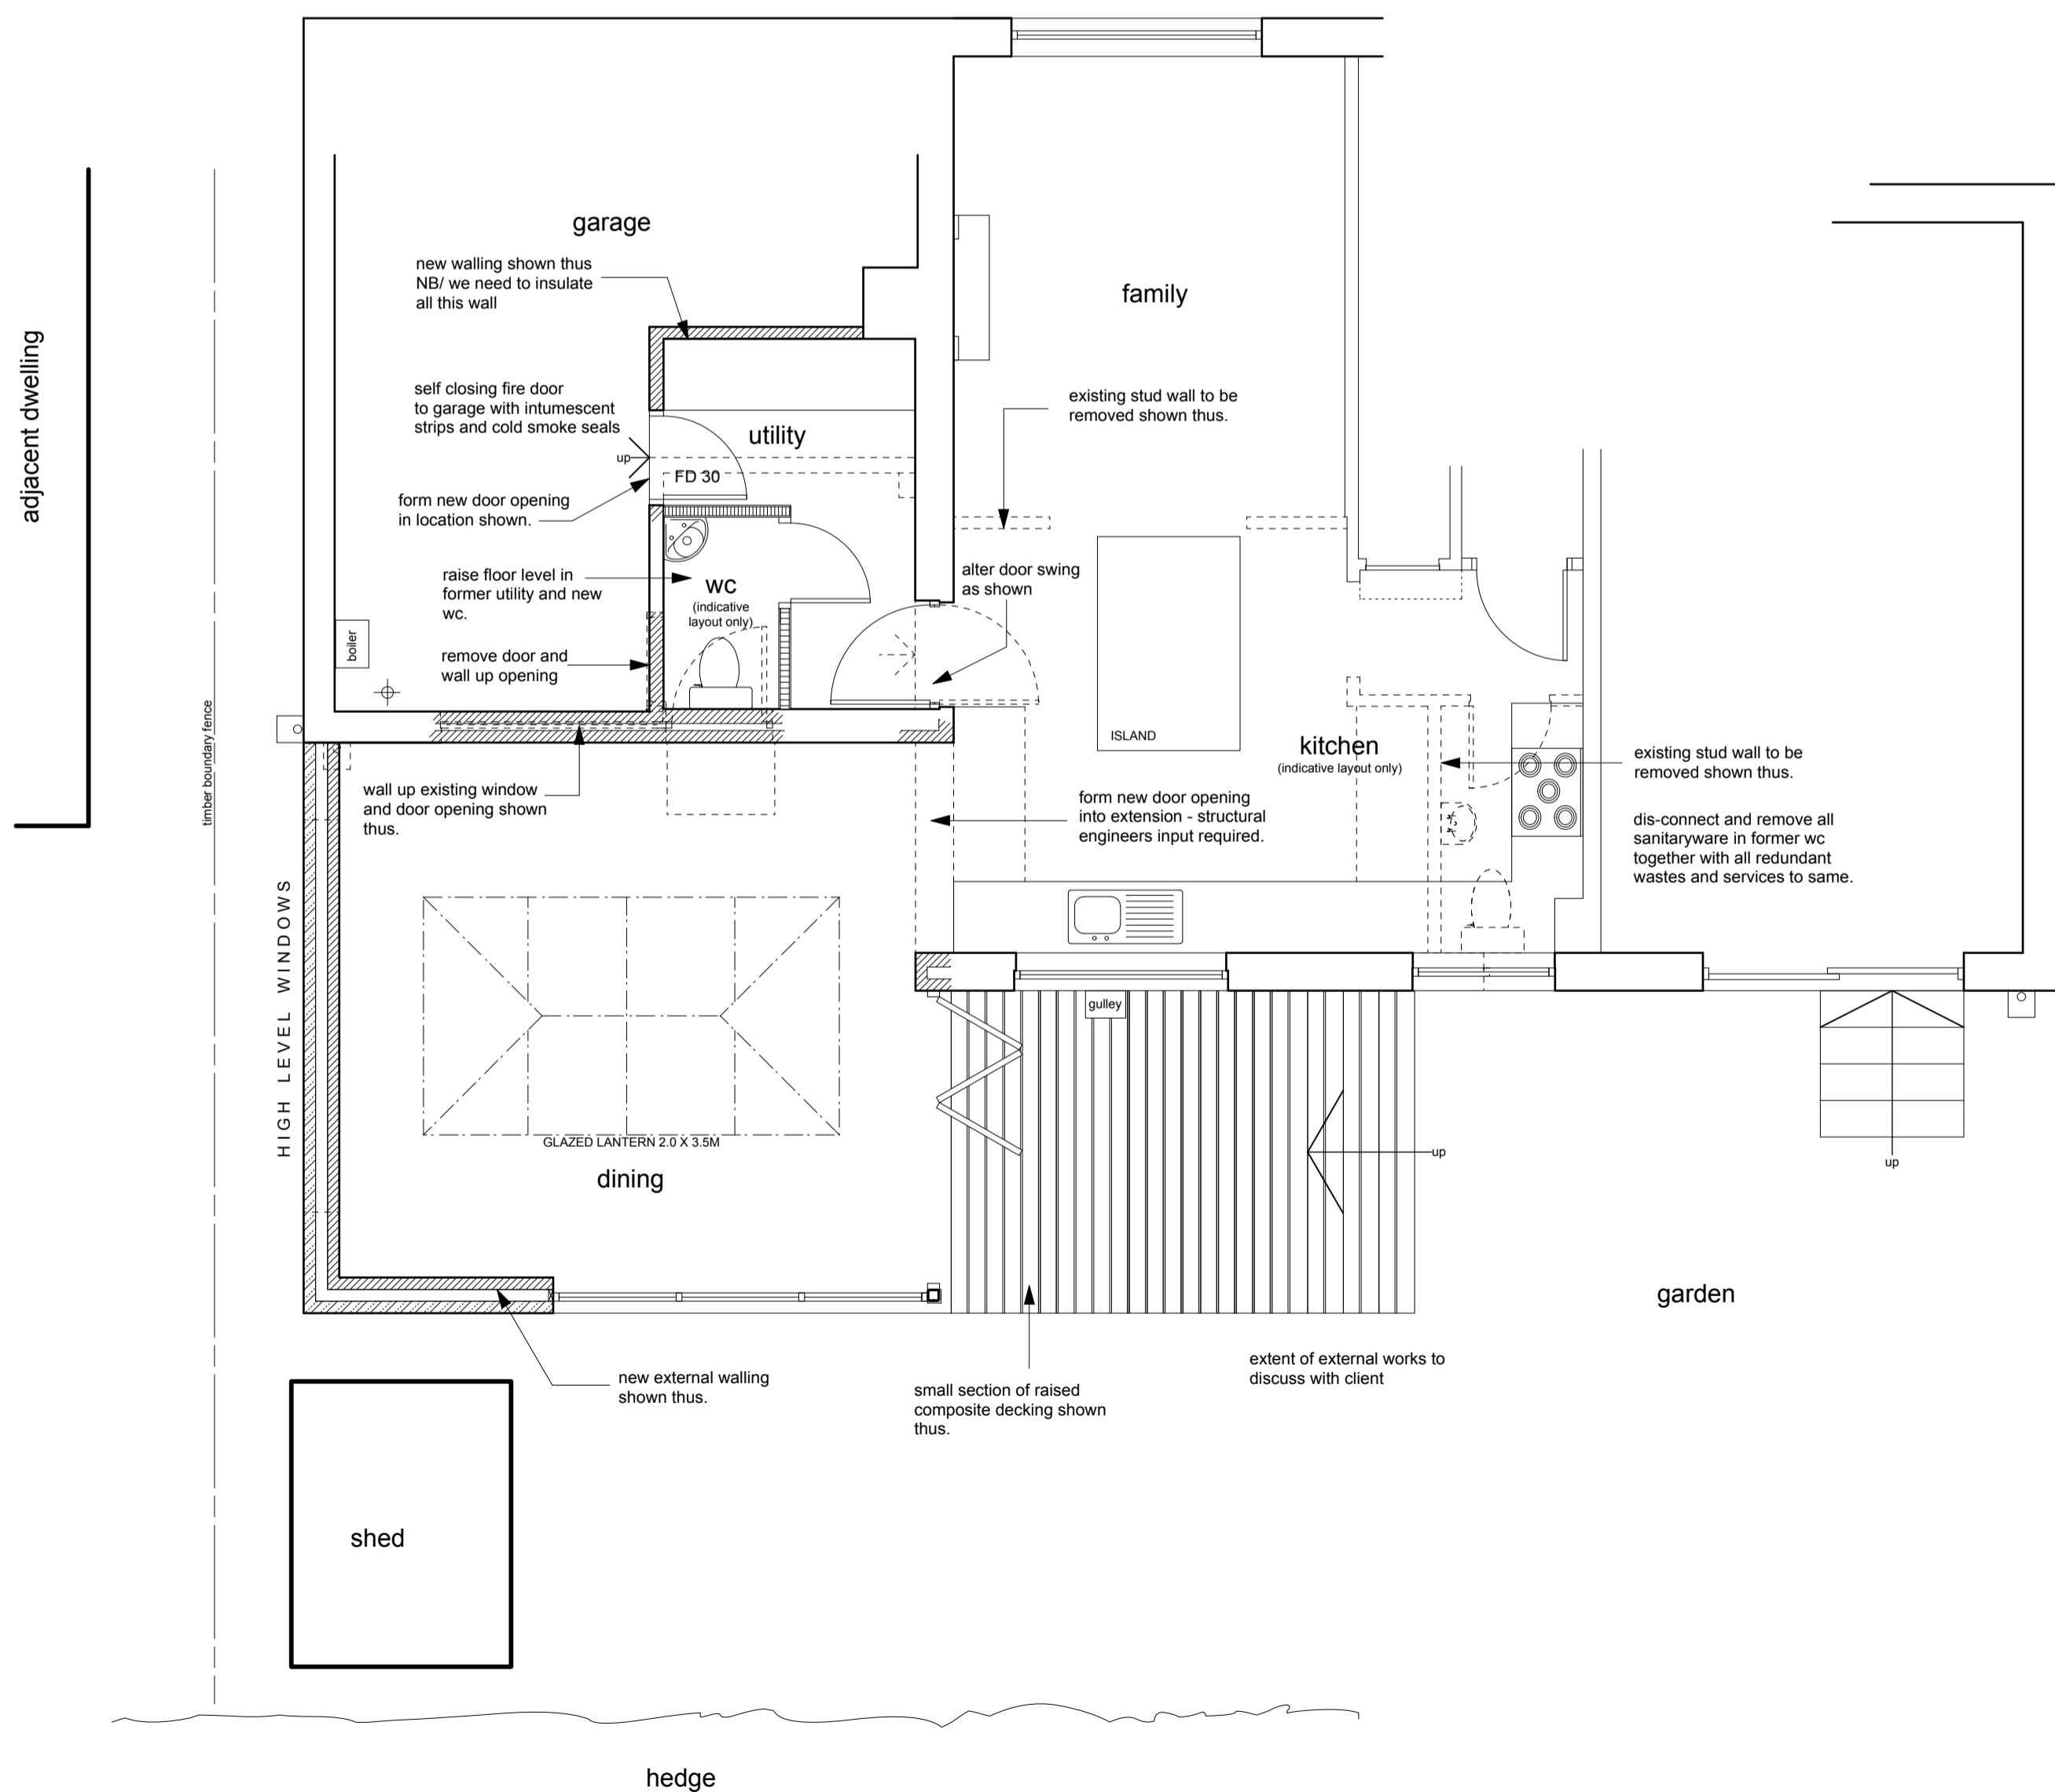 garage
new walling shown thus
NB/ we need to insulate
all this wall
family
adjacent dwelling
self closing fire door
to garage with intumescent
strips and cold smoke seals
existing stud wall to be
removed shown thus.
utility
up
FD 30
form new door opening
in location shown.
raise floor level in
former utility and new
wc.
wc
(indicative
layout only)
alter door swing
as shown
boiler
remove door and
wall up opening
timber boundary fence
ISLAND
kitchen
(indicative layout only)
existing stud wall to be
removed shown thus.
dis-connect and remove all
sanitaryware in former wc
together with all redundant
wastes and services to same.
wall up existing window
and door opening shown
thus.
form new door opening
into extension - structural
engineers input required.
HIGH LEVEL WINDOWS
gulley
GLAZED LANTERN 2.0 X 3.5M
dining
up
up
garden
new external walling
shown thus.
small section of raised
composite decking shown
thus.
extent of external works to
discuss with client
shed
hedge